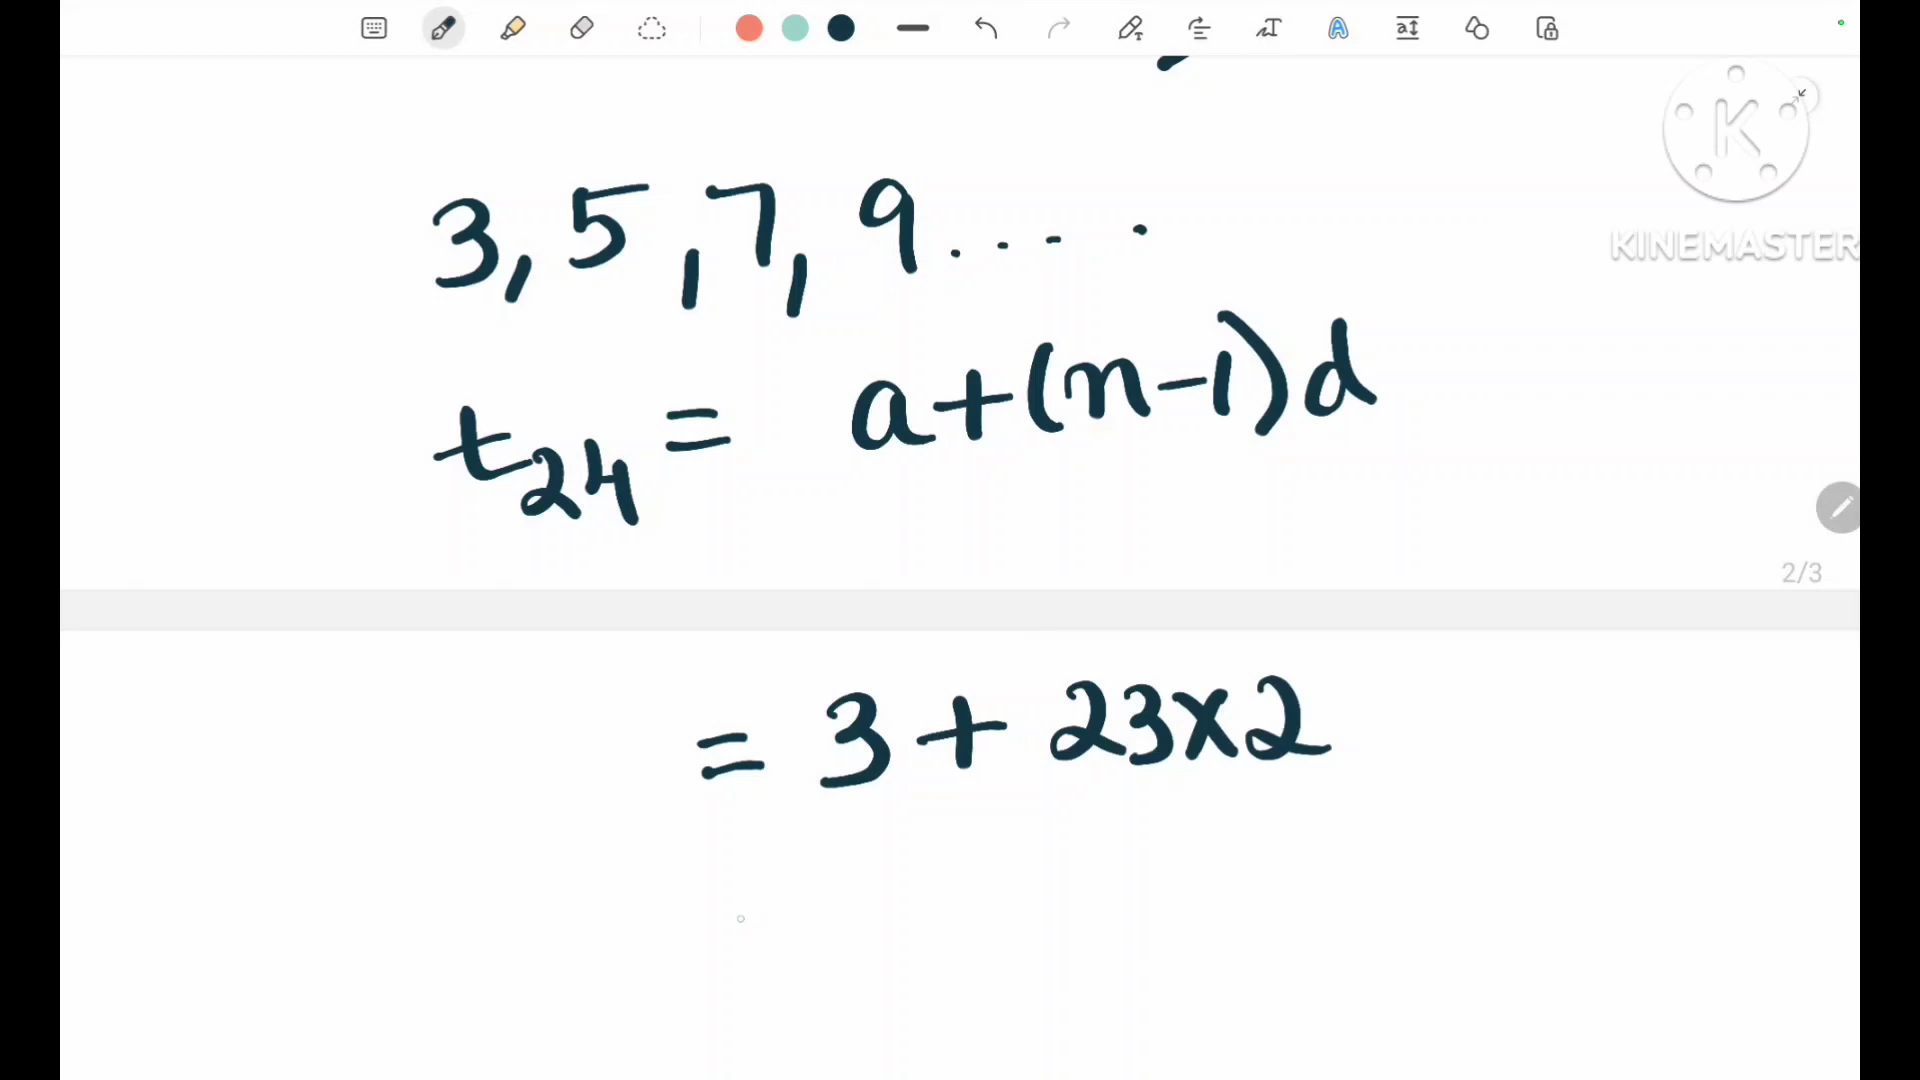 K
3, 5, 7, 9.... .
KINEMASTER
t24 = a+(n-1)d
2/3
= 3 + 23x2